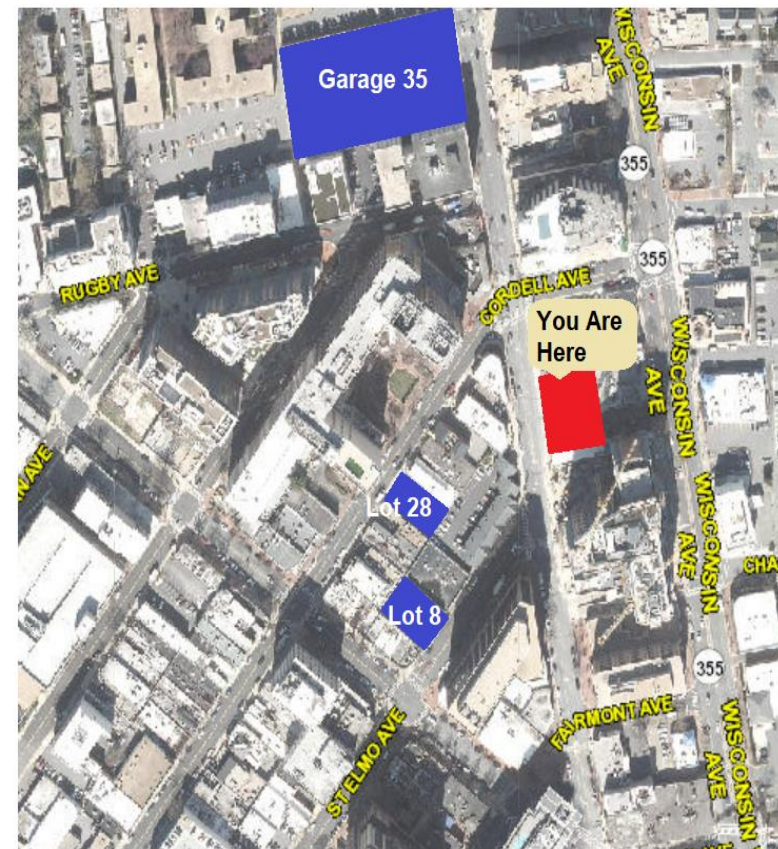 WISCONSIN
AVE
Garage 35
355
355
RUGBY AVE
CORDELL AVE
You Are
Here
WISCONSIN
AVE
N AVE
Lot 28
WISCONSIN
AVE
CHA
Lot 8
355
FAIRMONT AVE
ST ELMO AVE
WISCONSIN
AVE